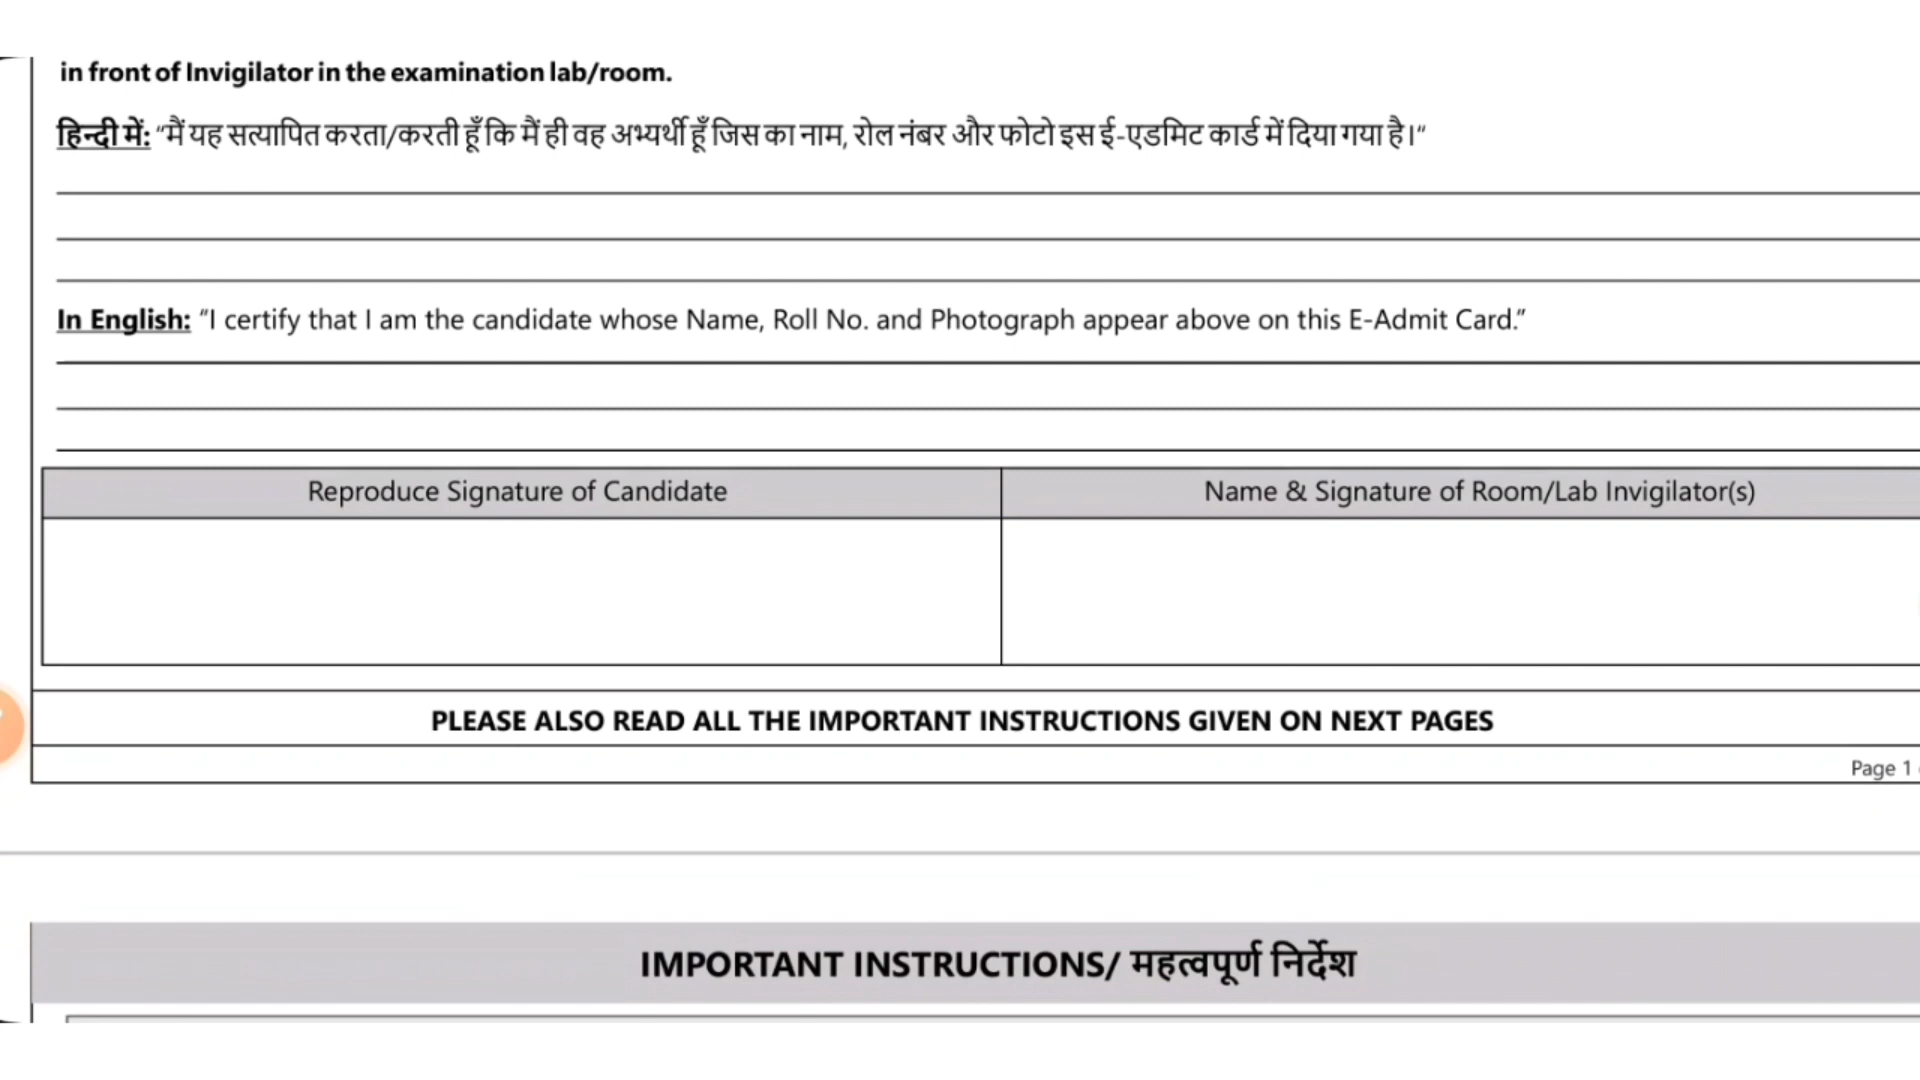 in front of Invigilator in the examination lab/room.
हिन्दी में: “मैं यह सत्यापित करता/करती हूँ कि मैं ही वह अभ्यर्थी हूँ जिस का नाम, रोल नंबर और फोटो इस ई-एडमिट कार्ड में दिया गया है।“
In English: “I certify that I am the candidate whose Name, Roll No. and Photograph appear above on this E-Admit Card.”
Reproduce Signature of Candidate
Name & Signature of Room/Lab Invigilator(s)
PLEASE ALSO READ ALL THE IMPORTANT INSTRUCTIONS GIVEN ON NEXT PAGES
Page 1
IMPORTANT INSTRUCTIONS/ महत्वपूर्ण निर्देश